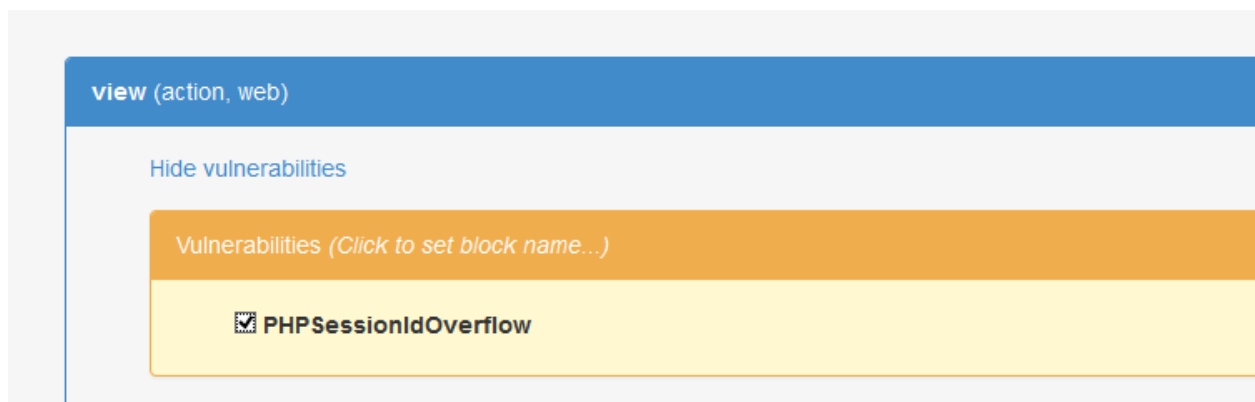 view (action, web)
Hide vulnerabilities
Vulnerabilities (Click to set block name...)
PHPSessionIdOverflow